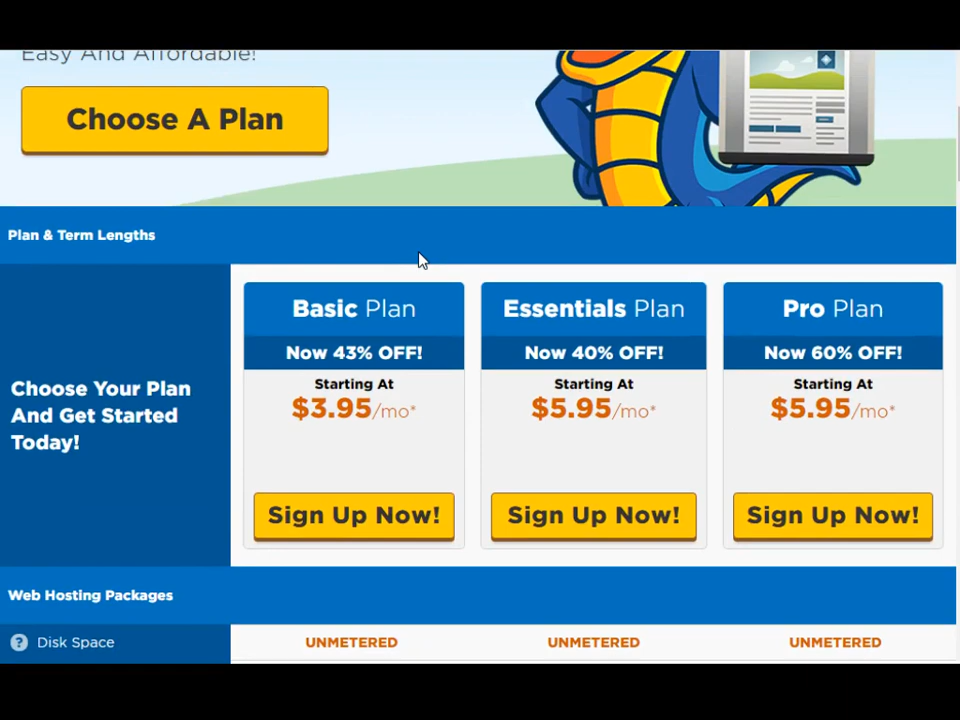 Easy And Affordable!
Choose A Plan
Plan & Term Lengths
Choose Your Plan
And Get Started
Today!
Basic Plan
Now 43% OFF!
Starting At
$3.95/mo*
Sign Up Now!
Essentials Plan
Now 40% OFF!
Starting At
$5.95/mo*
Sign Up Now!
Pro Plan
Now 60% OFF!
Starting At
$5.95/mo*
Sign Up Now!
Web Hosting Packages
? Disk Space
UNMETERED
UNMETERED
UNMETERED